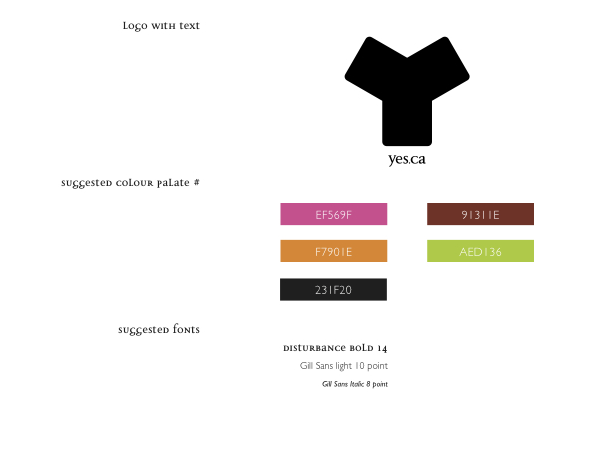 Logo with text
yes.ca
suggested colour palate #
EF569F
91311E
F7901E
AED136
231F20
suggested fonts
Disturbance Bold 14
Gill Sans light 10 point
Gill Sans Italic 8 point